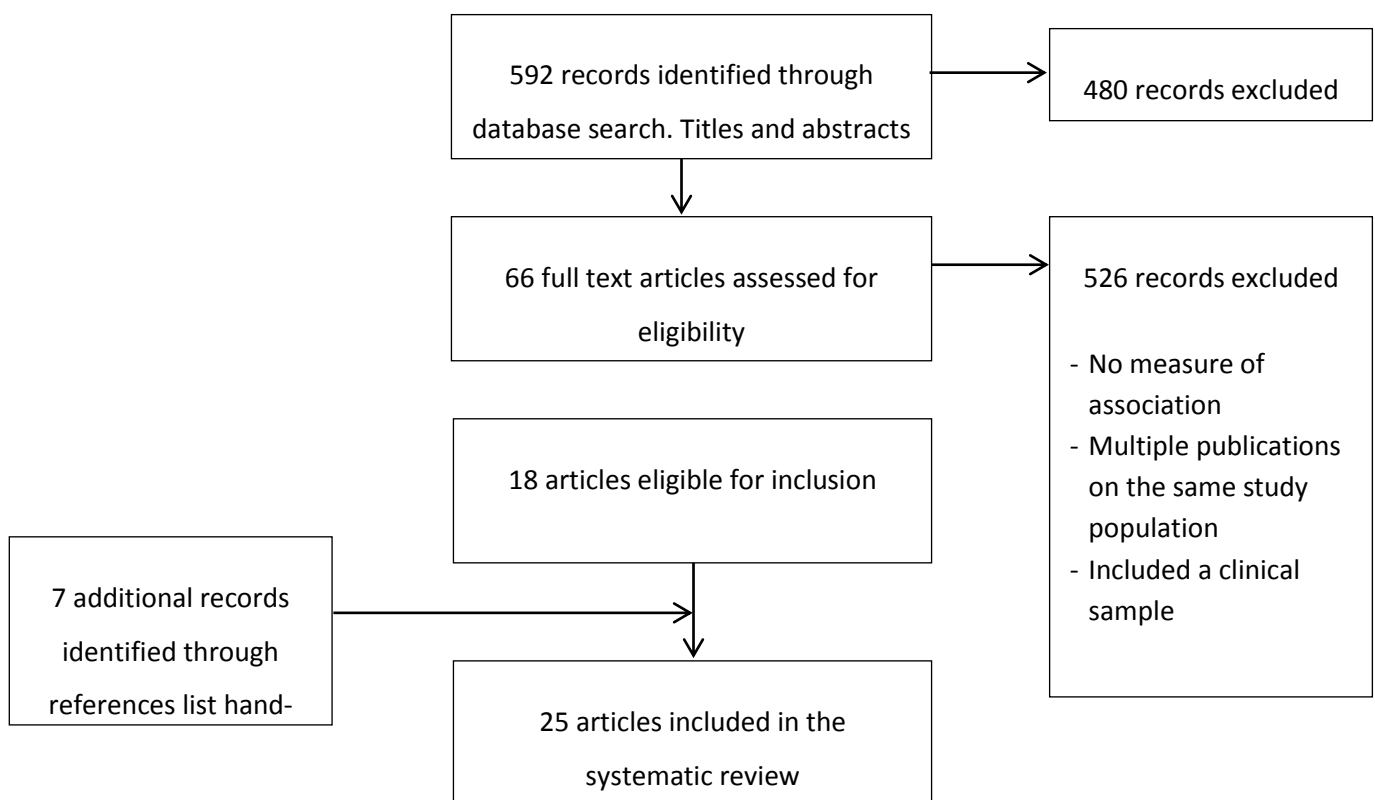 592 records identified through
database search. Titles and abstracts
480 records excluded
66 full text articles assessed for
eligibility
526 records excluded
- No measure of
association
- Multiple publications
on the same study
population
- Included a clinical
sample
18 articles eligible for inclusion
7 additional records
identified through
references list hand-
25 articles included in the
systematic review